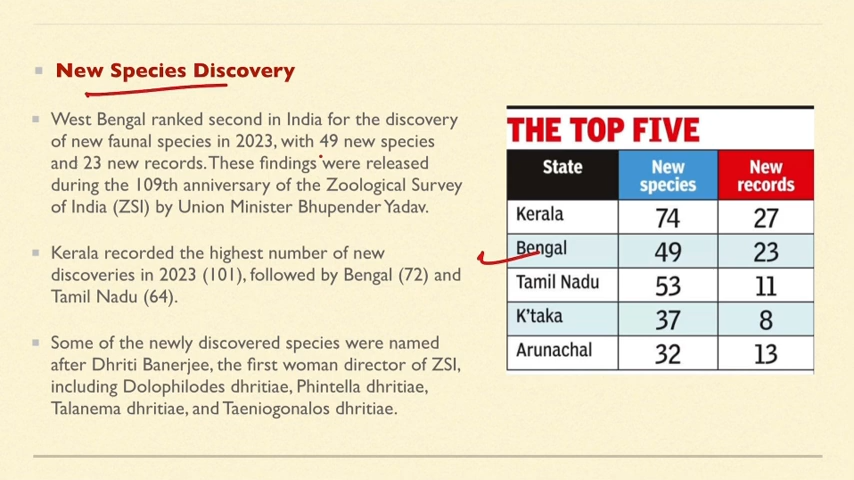 New Species Discovery
West Bengal ranked second in India for the discovery
of new faunal species in 2023, with 49 new species
and 23 new records. These findings were released
during the 109th anniversary of the Zoological Survey
of India (ZSI) by Union Minister Bhupender Yadav.
Kerala recorded the highest number of new
discoveries in 2023 (101), followed by Bengal (72) and
Tamil Nadu (64).
Some of the newly discovered species were named
after Dhriti Banerjee, the first woman director of ZSI,
including Dolophilodes dhritiae, Phintella dhritiae,
Talanema dhritiae, and Taeniogonalos dhritiae.
THE TOP FIVE
State New species New records
Kerala 74 27
Bengal 49 23
Tamil Nadu 53 11
K'taka 37 8
Arunachal 32 13